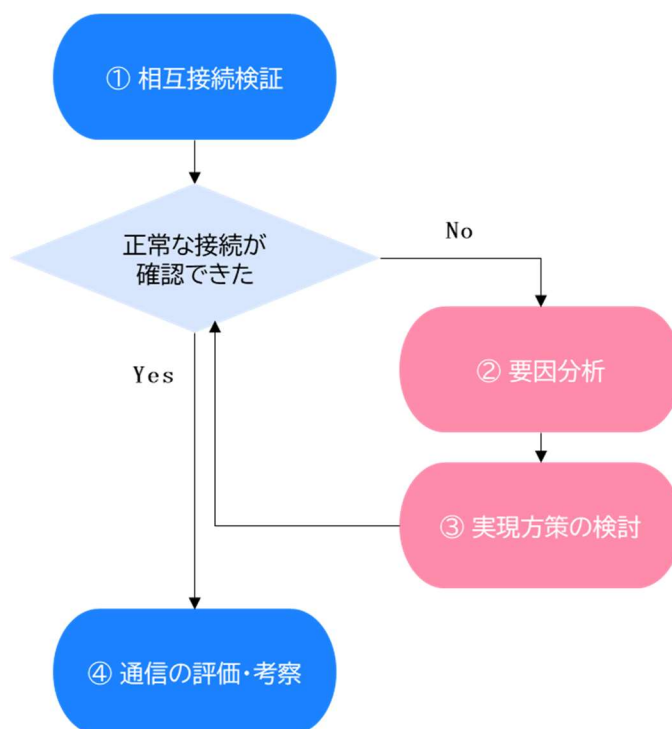 ① 相互接続検証
正常な接続が
確認できた
No
Yes
② 要因分析
③ 実現方策の検討
④ 通信の評価・考察